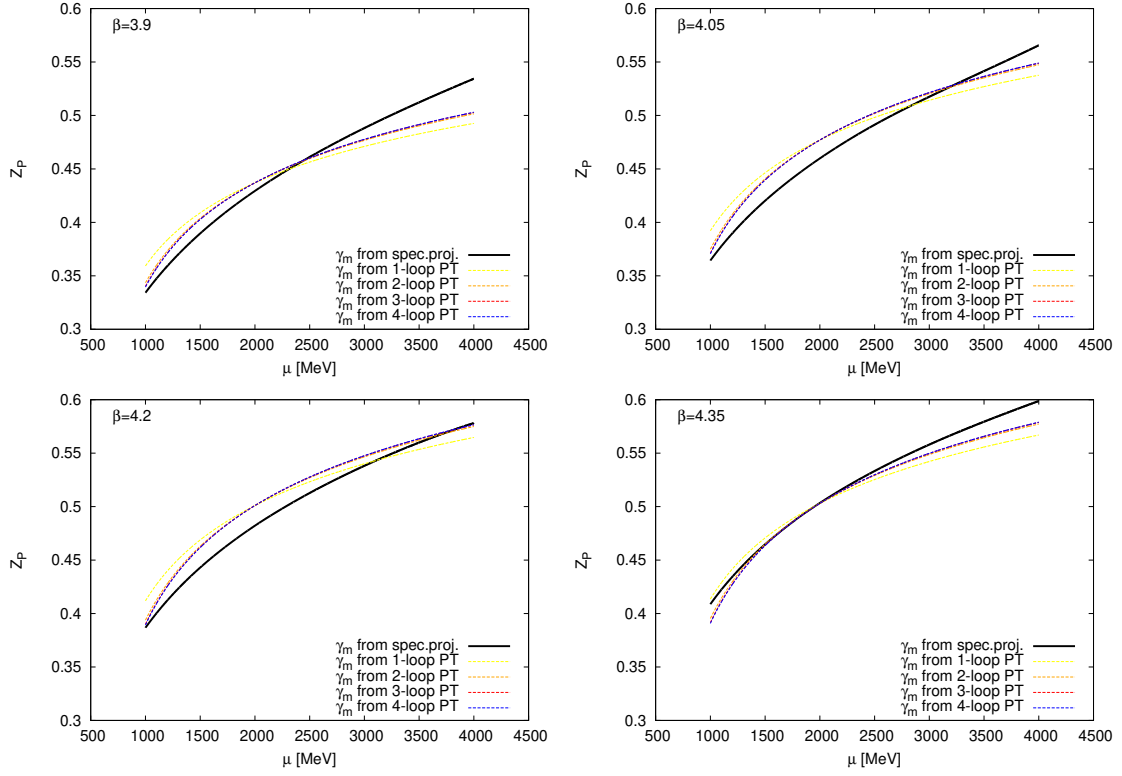 β=3.9
0.6
0.55
0.5
0.45
0.4
0.35
0.3
Z_P
γ_m from spec.proj.
γ_m from 1-loop PT
γ_m from 2-loop PT
γ_m from 3-loop PT
γ_m from 4-loop PT
500 1000 1500 2000 2500 3000 3500 4000 4500
μ [MeV]
β=4.05
0.6
0.55
0.5
0.45
0.4
0.35
0.3
Z_P
γ_m from spec.proj.
γ_m from 1-loop PT
γ_m from 2-loop PT
γ_m from 3-loop PT
γ_m from 4-loop PT
500 1000 1500 2000 2500 3000 3500 4000 4500
μ [MeV]
β=4.2
0.6
0.55
0.5
0.45
0.4
0.35
0.3
Z_P
γ_m from spec.proj.
γ_m from 1-loop PT
γ_m from 2-loop PT
γ_m from 3-loop PT
γ_m from 4-loop PT
500 1000 1500 2000 2500 3000 3500 4000 4500
μ [MeV]
β=4.35
0.6
0.55
0.5
0.45
0.4
0.35
0.3
Z_P
γ_m from spec.proj.
γ_m from 1-loop PT
γ_m from 2-loop PT
γ_m from 3-loop PT
γ_m from 4-loop PT
500 1000 1500 2000 2500 3000 3500 4000 4500
μ [MeV]